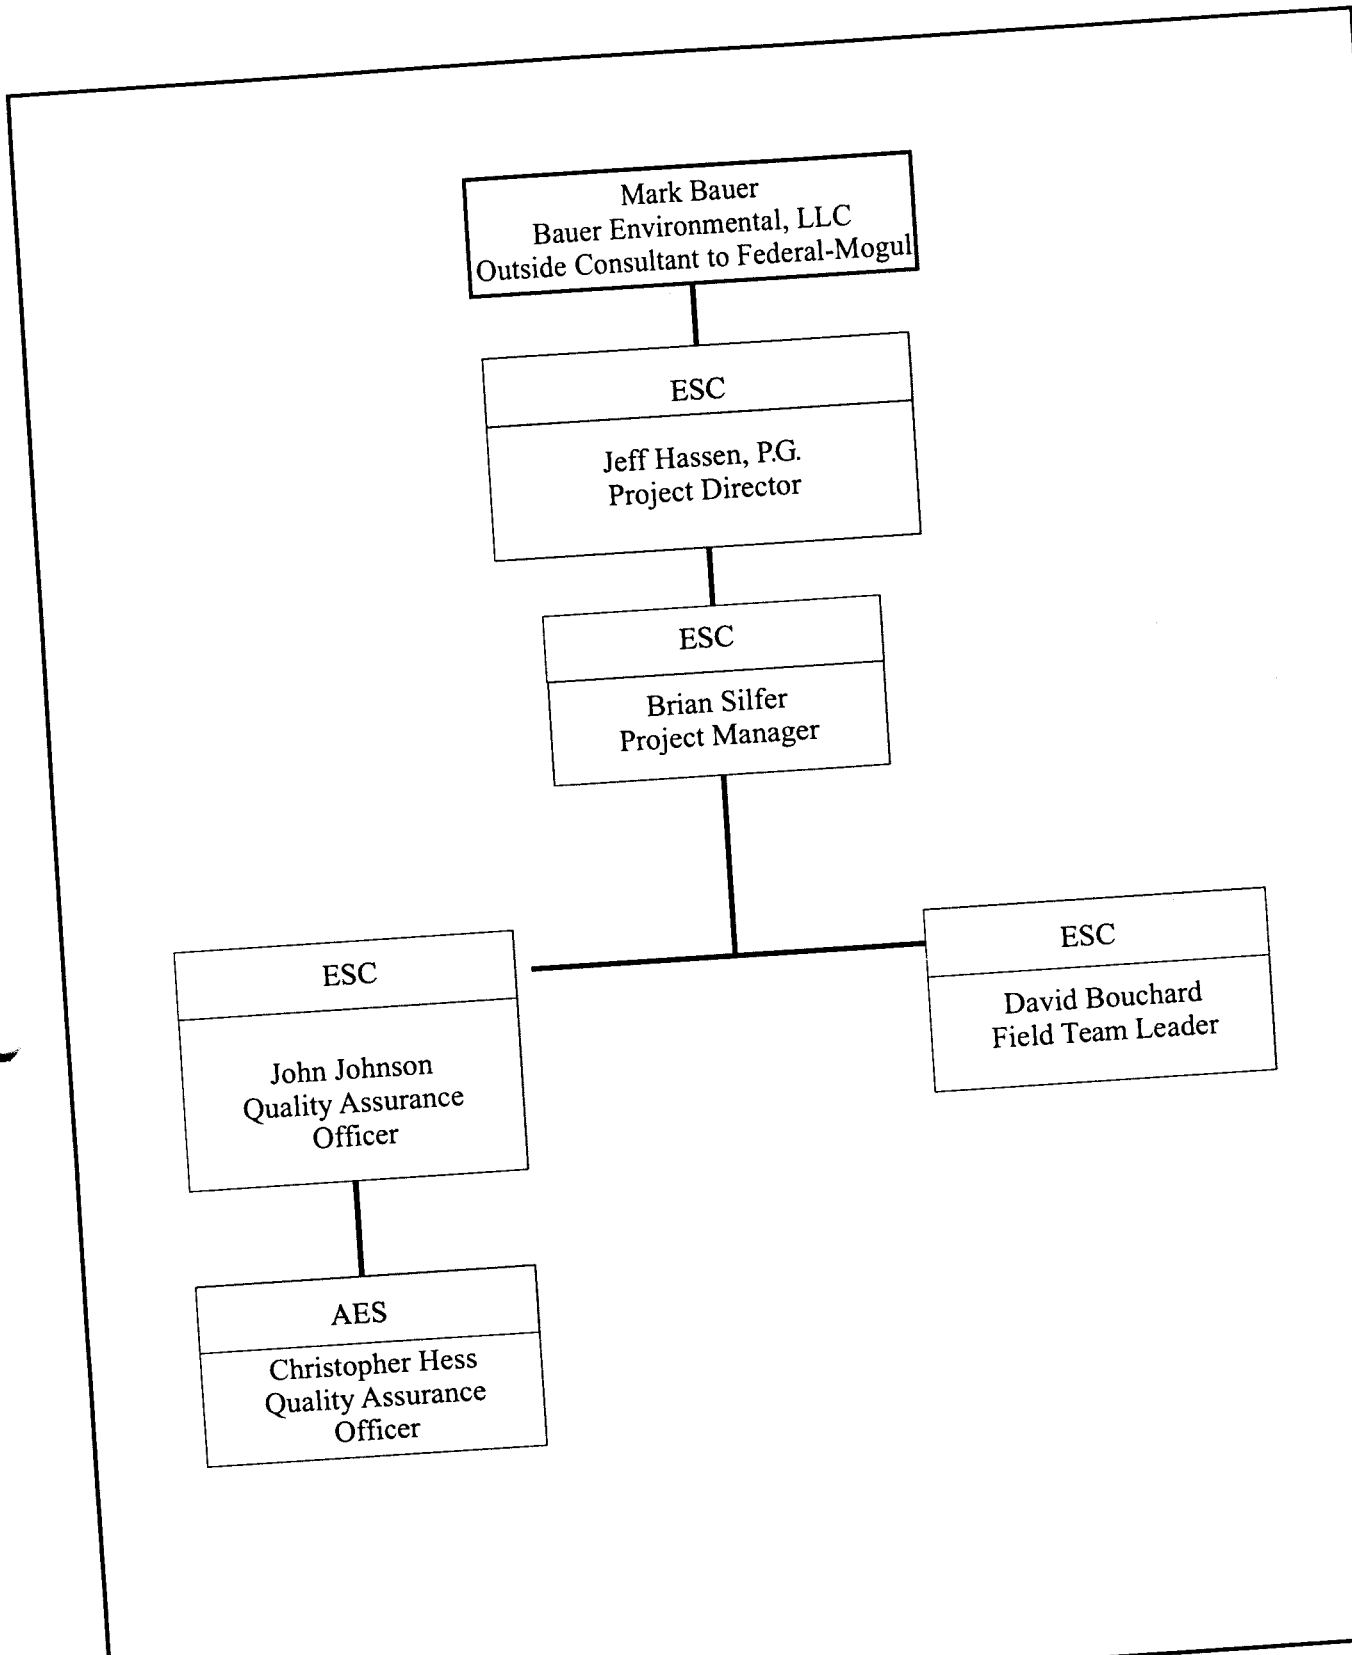 Mark Bauer
Bauer Environmental, LLC
Outside Consultant to Federal-Mogul
ESC
Jeff Hassen, P.G.
Project Director
ESC
Brian Silfer
Project Manager
ESC
John Johnson
Quality Assurance
Officer
ESC
David Bouchard
Field Team Leader
AES
Christopher Hess
Quality Assurance
Officer